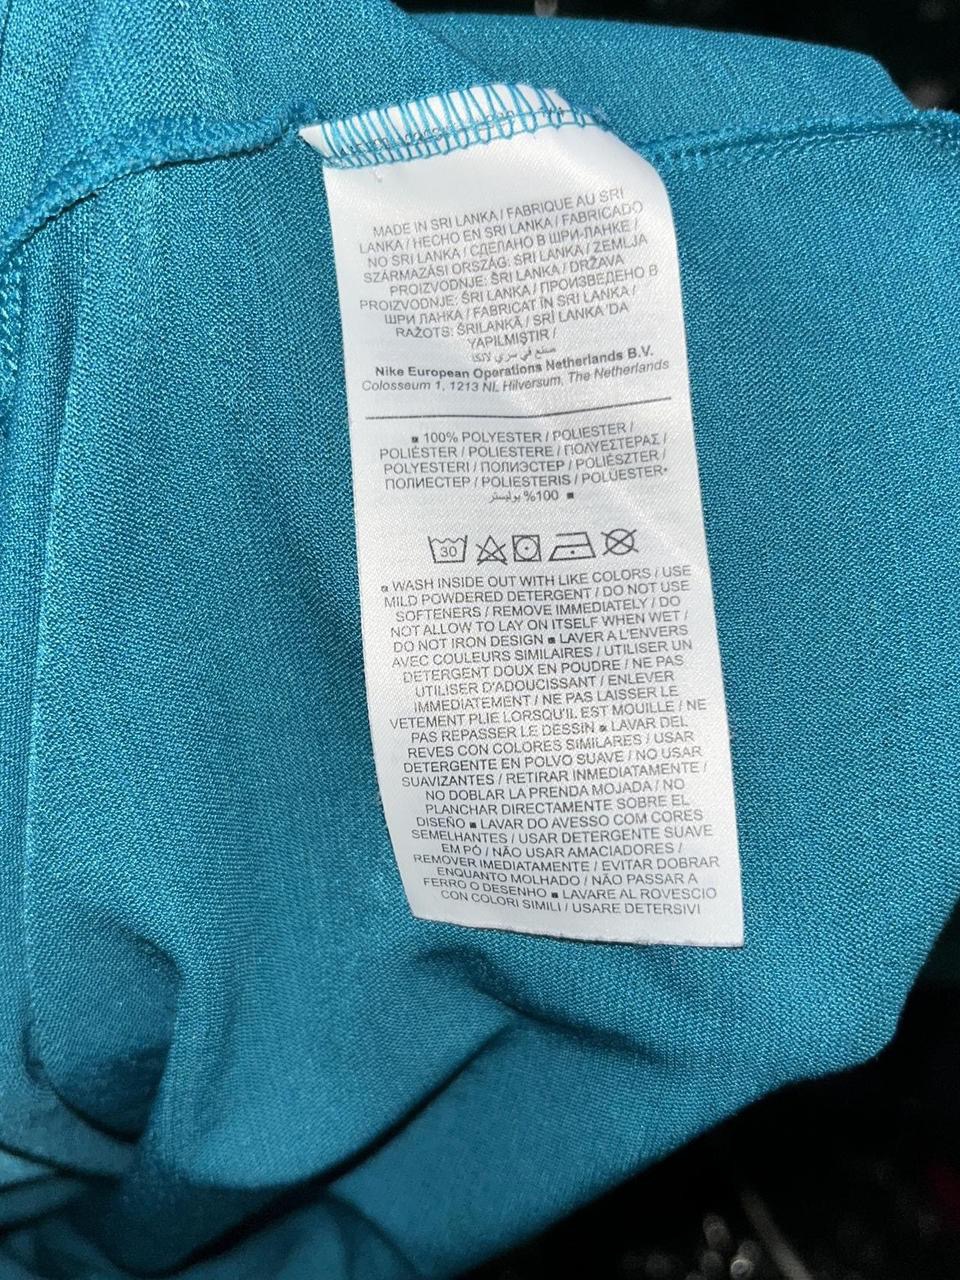 MADE IN SRI LANKA / FABRIQUE AU SRI
LANKA / HECHO EN SRI LANKA / FABRICADO
NO SRI LANKA / СДЕЛАНО В ШРИ-ЛАНКЕ /
SZÁRMAZÁSI ORSZÁG: SRI LANKA / ZEMLJA
PROIZVODNJE: ŠRI LANKA / DRŽAVA
PROIZVODNJE: ŠRI LANKA / ПРОИЗВЕДЕНО В
ШРИ ЛАНКА / FABRICAT ÎN SRI LANKA /
RAŽOTS: ŠRILANKĀ / SRİ LANKA 'DA
YAPILMIŞTIR /
صنع في سري لانكا
Nike European Operations Netherlands B.V.
Colosseum 1, 1213 NL Hilversum, The Netherlands
100% POLYESTER / POLIESTER /
POLIÉSTER / POLIESTERE / ΠΟΛΥΕΣΤΕΡΑΣ /
POLYESTERI / ПОЛИЭСТЕР / POLIÉSZTER /
ПОЛИЕСТЕР / POLIESTERIS / POLUESTER
100% بوليستر
30
WASH INSIDE OUT WITH LIKE COLORS / USE
MILD POWDERED DETERGENT / DO NOT USE
SOFTENERS / REMOVE IMMEDIATELY / DO
NOT ALLOW TO LAY ON ITSELF WHEN WET /
DO NOT IRON DESIGN ■ LAVER A L'ENVERS
AVEC COULEURS SIMILAIRES / UTILISER UN
DETERGENT DOUX EN POUDRE / NE PAS
UTILISER D'ADOUCISSANT / ENLEVER
IMMEDIATEMENT / NE PAS LAISSER LE
VETEMENT PLIE LORSQU'IL EST MOUILLE / NE
PAS REPASSER LE DESSIN ■ LAVAR DEL
REVES CON COLORES SIMILARES / USAR
DETERGENTE EN POLVO SUAVE / NO USAR
SUAVIZANTES / RETIRAR INMEDIATAMENTE /
NO DOBLAR LA PRENDA MOJADA / NO
PLANCHAR DIRECTAMENTE SOBRE EL
DISEÑO ■ LAVAR DO AVESSO COM CORES
SEMELHANTES / USAR DETERGENTE SUAVE
EM PÓ / NÃO USAR AMACIADORES /
REMOVER IMEDIATAMENTE / EVITAR DOBRAR
ENQUANTO MOLHADO / NÃO PASSAR A
FERRO O DESENHO ■ LAVARE AL ROVESCIO
CON COLORI SIMILI / USARE DETERSIVI